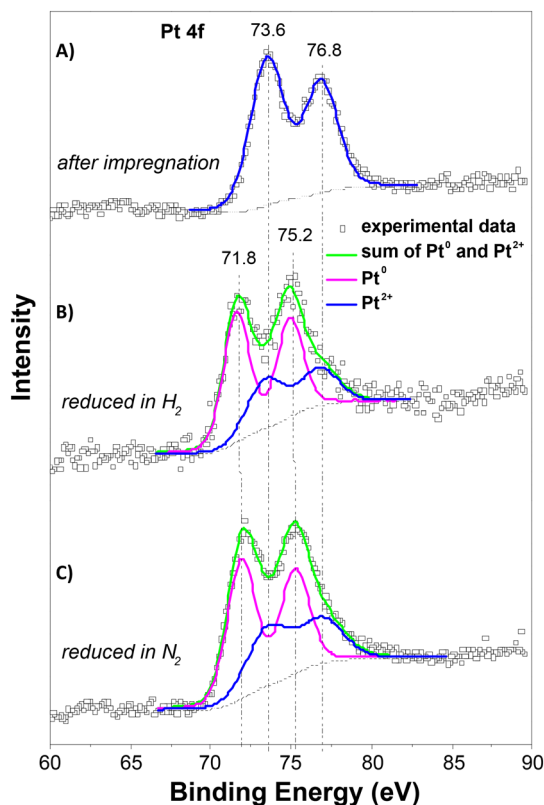 Pt 4f
73.6
76.8
A)
after impregnation
experimental data
sum of Pt⁰ and Pt²⁺
Pt⁰
Pt²⁺
71.8
75.2
B)
reduced in H₂
C)
reduced in N₂
Intensity
60 65 70 75 80 85 90
Binding Energy (eV)